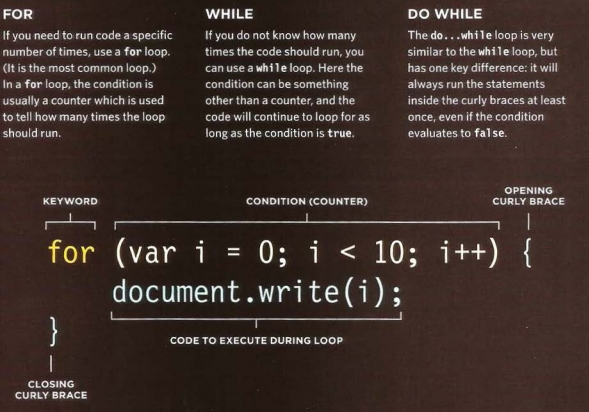 FOR
If you need to run code a specific
number of times, use a for loop.
(It is the most common loop.)
In a for loop, the condition is
usually a counter which is used
to tell how many times the loop
should run.
WHILE
If you do not know how many
times the code should run, you
can use a while loop. Here the
condition can be something
other than a counter, and the
code will continue to loop for as
long as the condition is true.
DO WHILE
The do...while loop is very
similar to the while loop, but
has one key difference: it will
always run the statements
inside the curly braces at least
once, even if the condition
evaluates to false.
KEYWORD
CONDITION (COUNTER)
OPENING
CURLY BRACE
for (var i = 0; i < 10; i++) {
document.write(i);
}
CODE TO EXECUTE DURING LOOP
CLOSING
CURLY BRACE